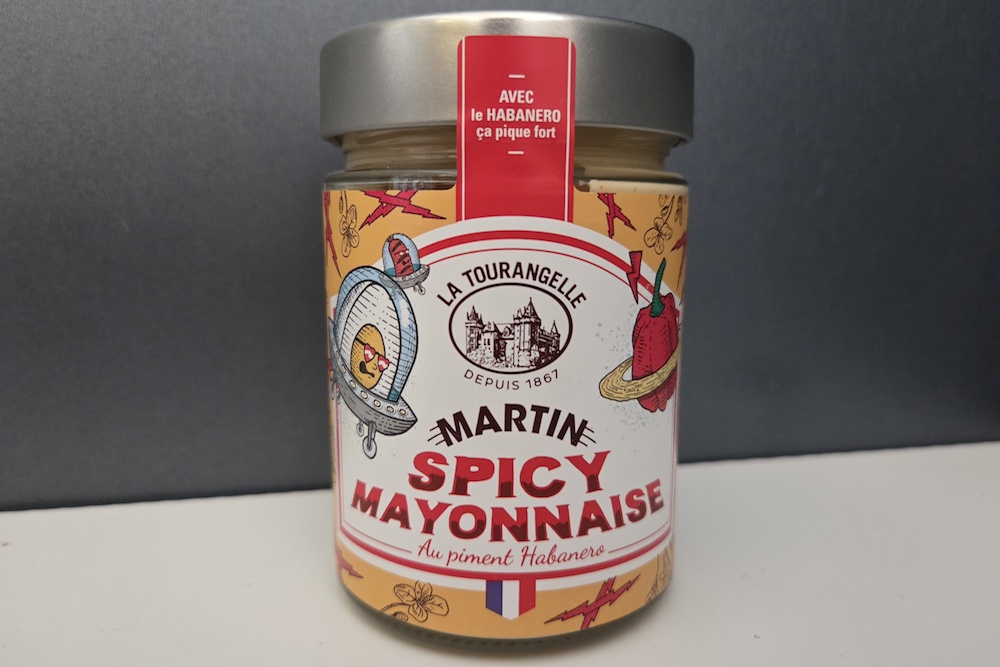 AVEC
le HABANERO
ça pique fort
LA TOURANGELLE
DEPUIS 1867
MARTIN
SPICY
MAYONNAISE
Au piment Habanero